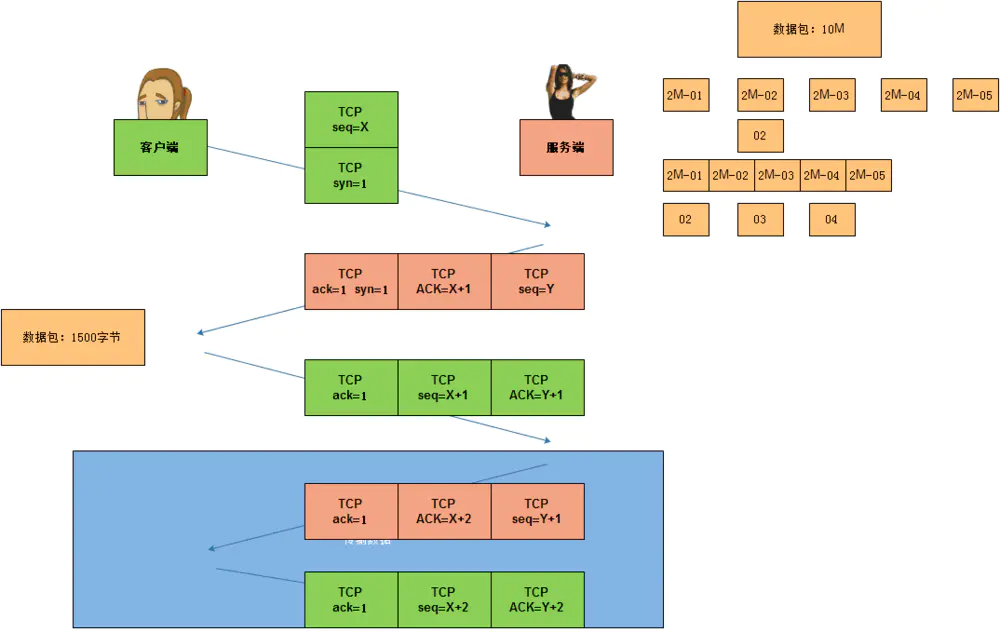 数据包：10M
2M-01
2M-02
2M-03
2M-04
2M-05
02
2M-01
2M-02
2M-03
2M-04
2M-05
02
03
04
客户端
TCP
seq=X
TCP
syn=1
服务端
TCP
ack=1 syn=1
TCP
ACK=X+1
TCP
seq=Y
数据包：1500字节
TCP
ack=1
TCP
seq=X+1
TCP
ACK=Y+1
TCP
ack=1
TCP
ACK=X+2
TCP
seq=Y+1
TCP
ack=1
TCP
seq=X+2
TCP
ACK=Y+2